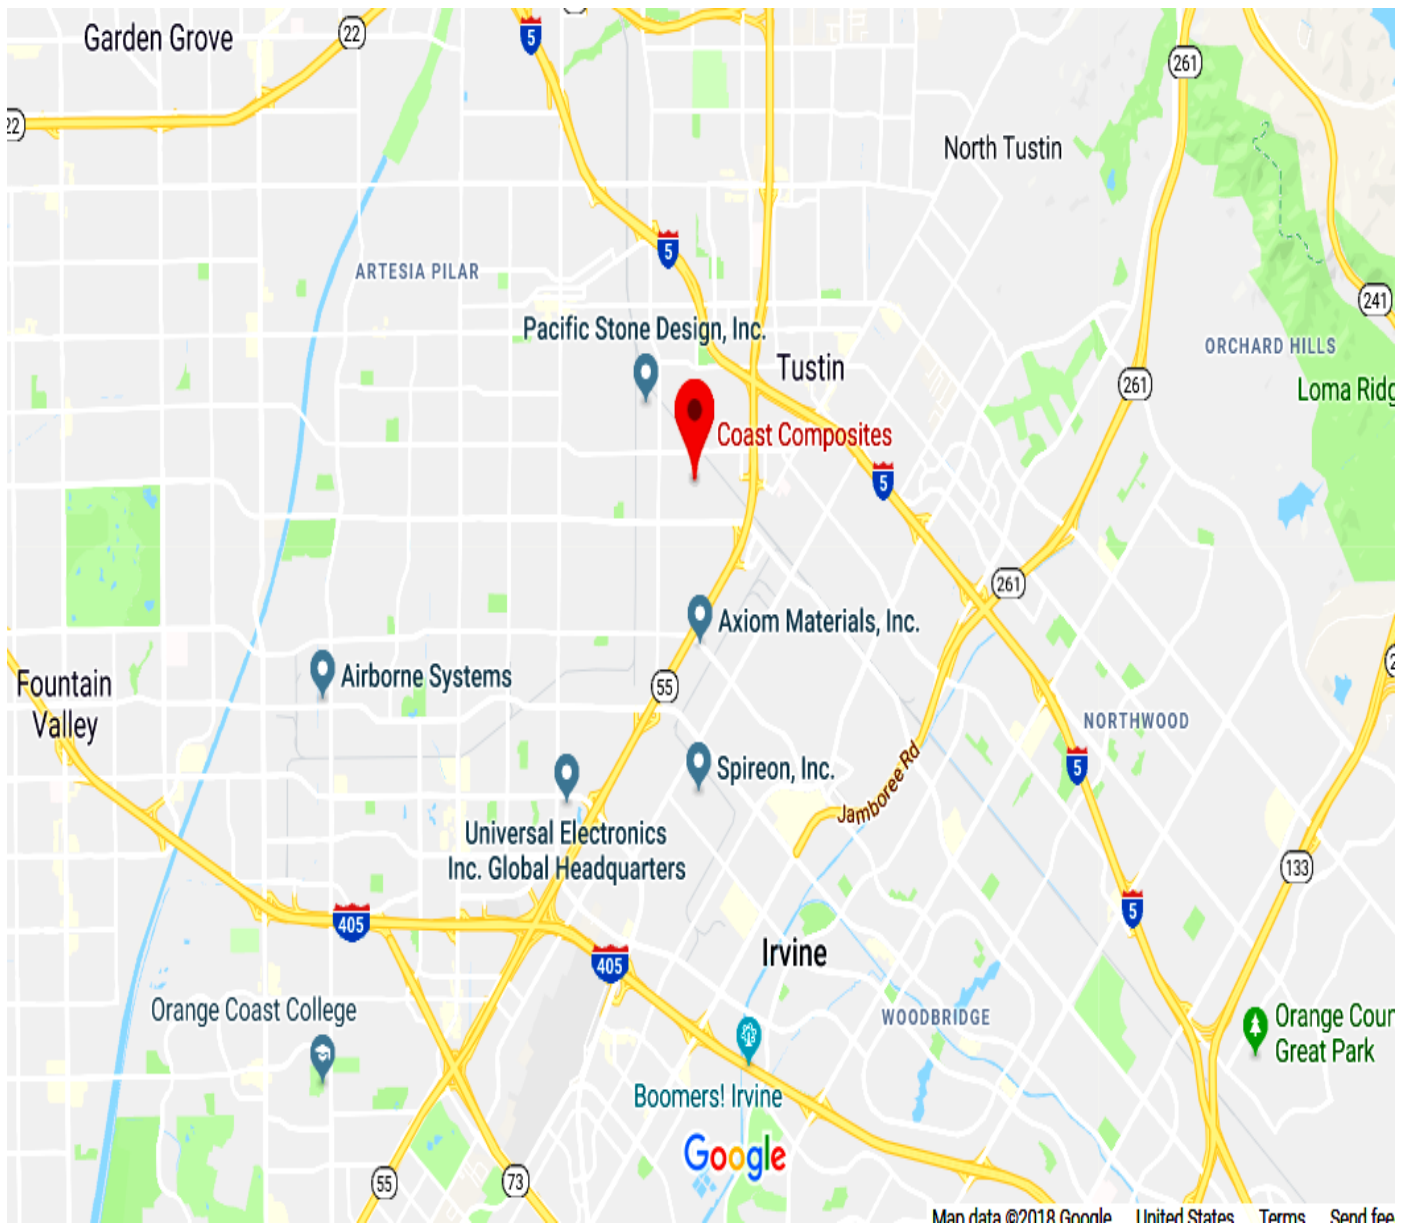 Garden Grove
22
5
261
22
North Tustin
5
ARTESIA PILAR
241
Pacific Stone Design, Inc.
ORCHARD HILLS
Tustin
261
Loma Ridg
Coast Composites
5
261
Axiom Materials, Inc.
Fountain
Valley
Airborne Systems
55
2
NORTHWOOD
5
Spireon, Inc.
Jamboree Rd
Universal Electronics
Inc. Global Headquarters
133
405
5
405
Irvine
Orange Coast College
WOODBRIDGE
Orange Coun
Great Park
Boomers! Irvine
Google
55
73
Map data ©2018 Google United States Terms Send fee